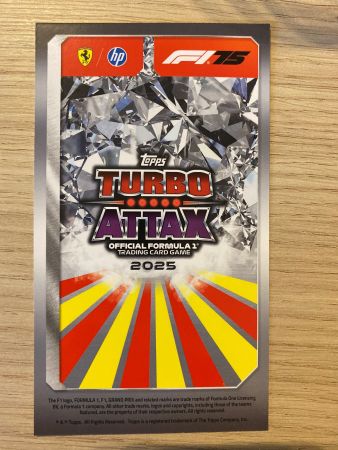 hp F1 75
Topps
TURBO
ATTAX
OFFICIAL FORMULA 1®
TRADING CARD GAME
2025
The F1 logo, FORMULA 1, F1, GRAND PRIX and related marks are trade marks of Formula One Licensing
BV, a Formula 1 company. All other trade marks, logos and copyrights, including those of the teams
featured, are the property of their respective owners. All rights reserved.
® & © Topps. All Rights Reserved. Topps is a registered trademark of The Topps Company, Inc.